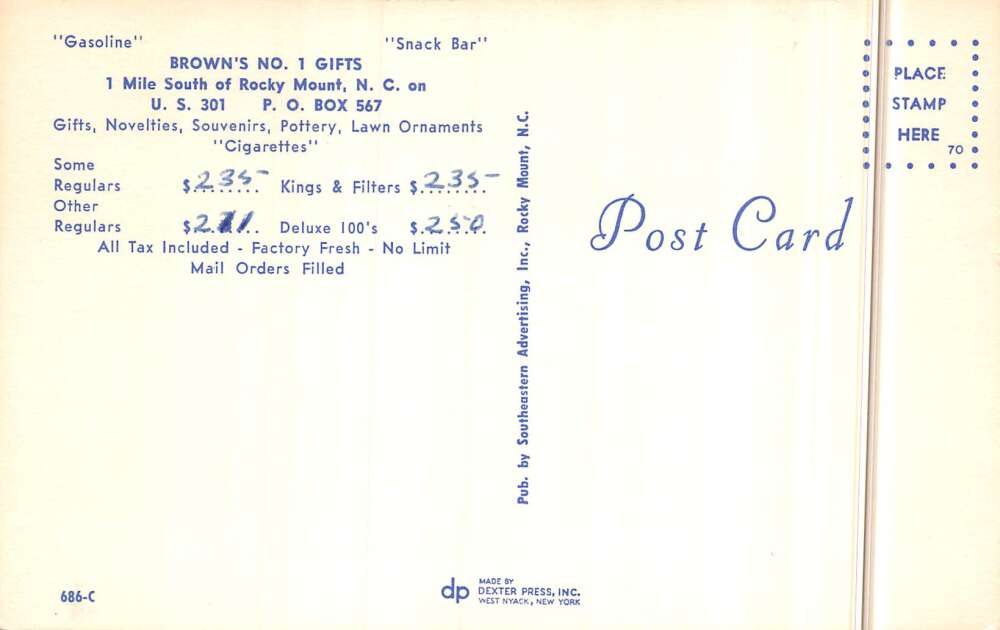 "Gasoline" "Snack Bar"
BROWN'S NO. 1 GIFTS
1 Mile South of Rocky Mount, N. C. on
U. S. 301 P. O. BOX 567
Gifts, Novelties, Souvenirs, Pottery, Lawn Ornaments
"Cigarettes"
Some
Regulars $2 35 Kings & Filters $2 35
Other
Regulars $ Deluxe 100's $2 50
All Tax Included - Factory Fresh - No Limit
Mail Orders Filled
Pub. by Southeastern Advertising, Inc., Rocky Mount, N.C.
Post Card
PLACE
STAMP
HERE
70
686-C
dp
MADE BY
DEXTER PRESS, INC.
WEST NYACK, NEW YORK